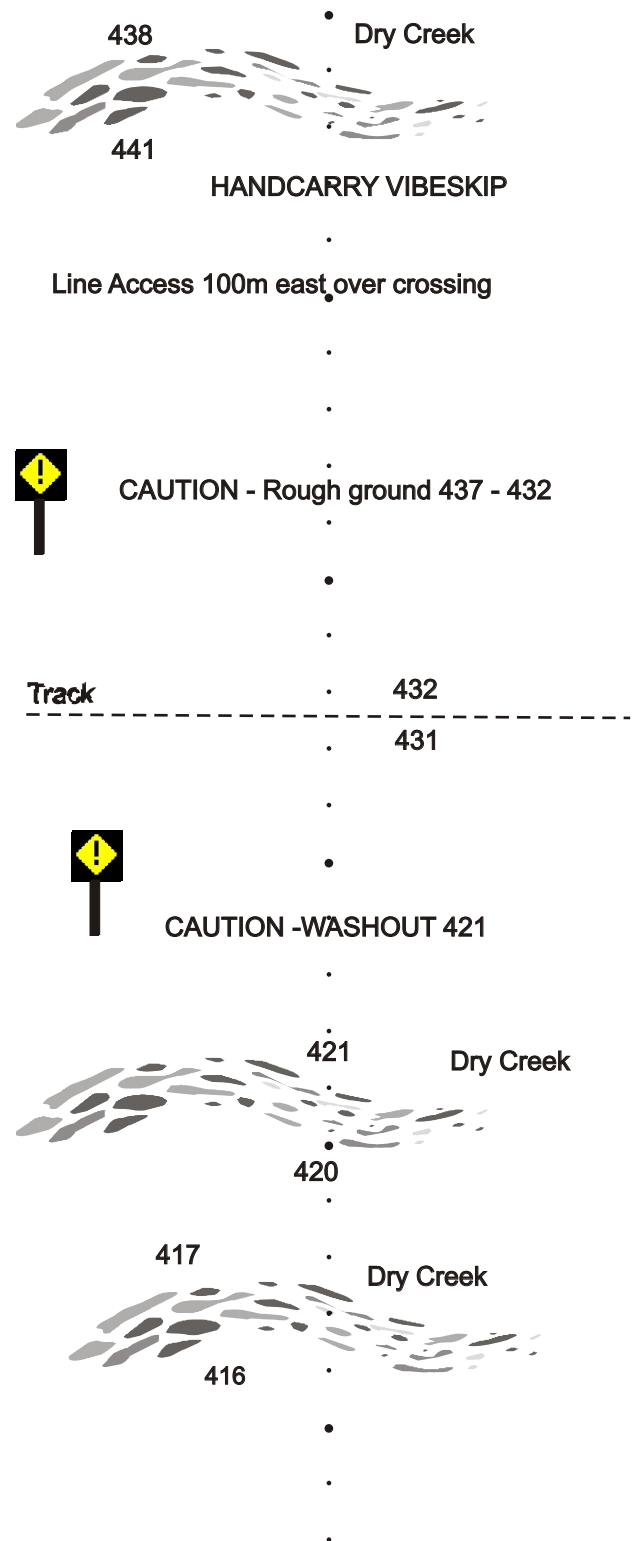 438
Dry Creek
441
HANDCARRY VIBESKIP
Line Access 100m east over crossing
!
CAUTION - Rough ground 437 - 432
Track
432
431
!
CAUTION -WASHOUT 421
421
Dry Creek
420
417
Dry Creek
416